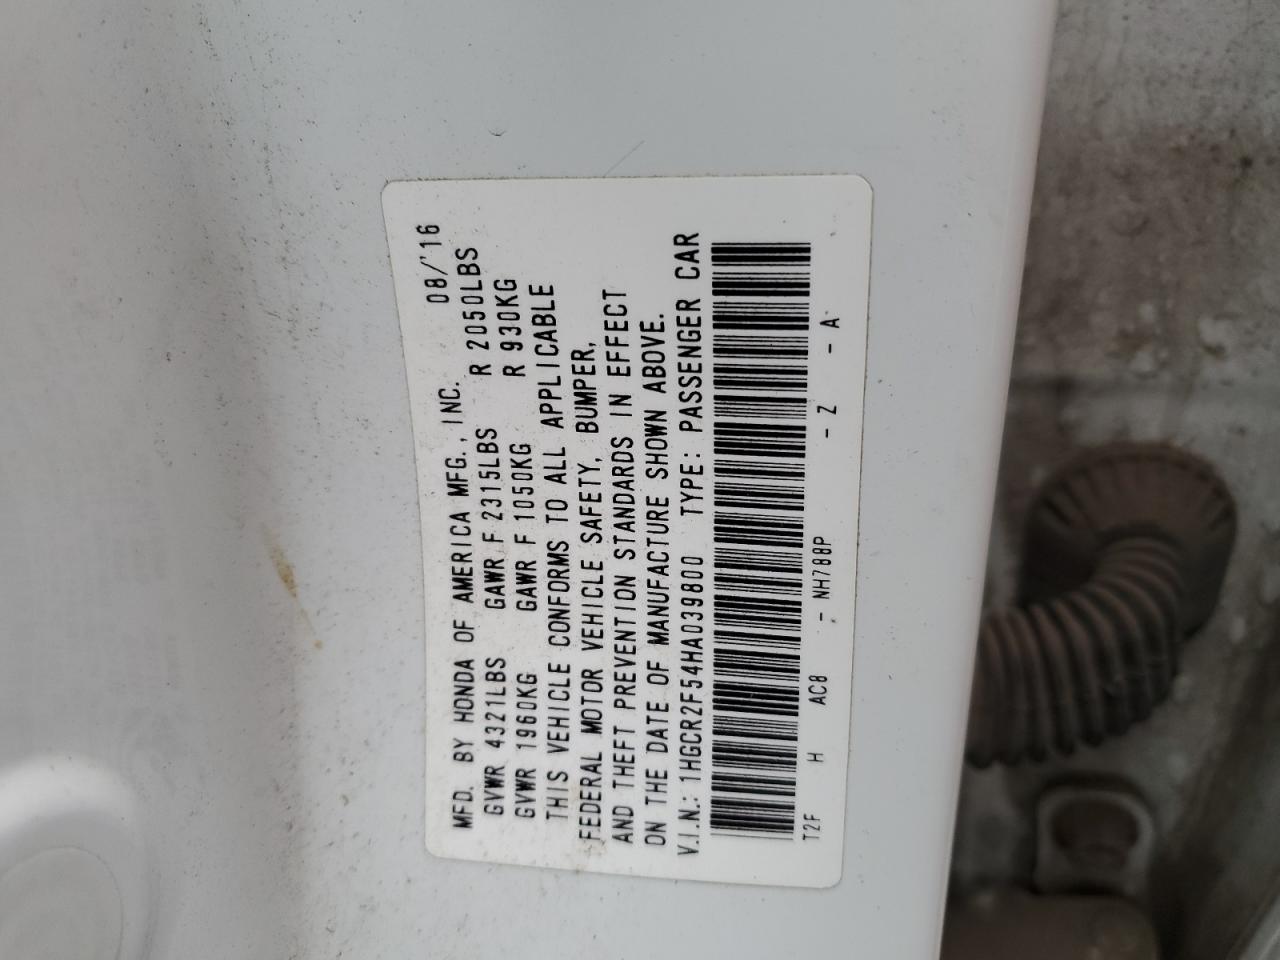 MFD. BY HONDA OF AMERICA MFG., INC. 08/'16
GVWR 4321LBS GAWR F 2315LBS R 2050LBS
GVWR 1960KG GAWR F 1050KG R 930KG
THIS VEHICLE CONFORMS TO ALL APPLICABLE
FEDERAL MOTOR VEHICLE SAFETY, BUMPER,
AND THEFT PREVENTION STANDARDS IN EFFECT
ON THE DATE OF MANUFACTURE SHOWN ABOVE.
V.I.N.: 1HGCR2F54HA039800 TYPE: PASSENGER CAR
T2F H AC8 - NH788P - Z - A